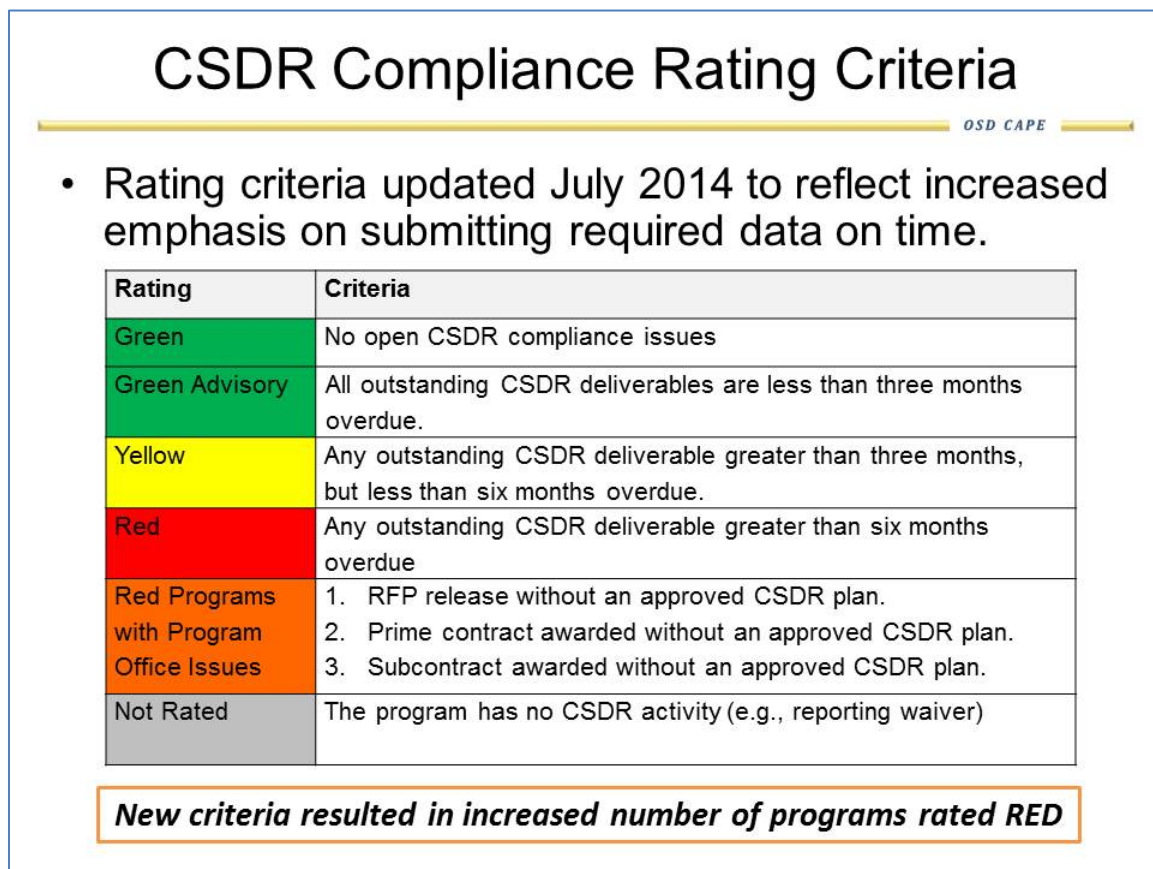 CSDR Compliance Rating Criteria
OSD CAPE
• Rating criteria updated July 2014 to reflect increased
emphasis on submitting required data on time.
Rating Criteria
Green No open CSDR compliance issues
Green Advisory All outstanding CSDR deliverables are less than three months
overdue.
Yellow Any outstanding CSDR deliverable greater than three months,
but less than six months overdue.
Red Any outstanding CSDR deliverable greater than six months
overdue
Red Programs 1. RFP release without an approved CSDR plan.
with Program 2. Prime contract awarded without an approved CSDR plan.
Office Issues 3. Subcontract awarded without an approved CSDR plan.
Not Rated The program has no CSDR activity (e.g., reporting waiver)
New criteria resulted in increased number of programs rated RED